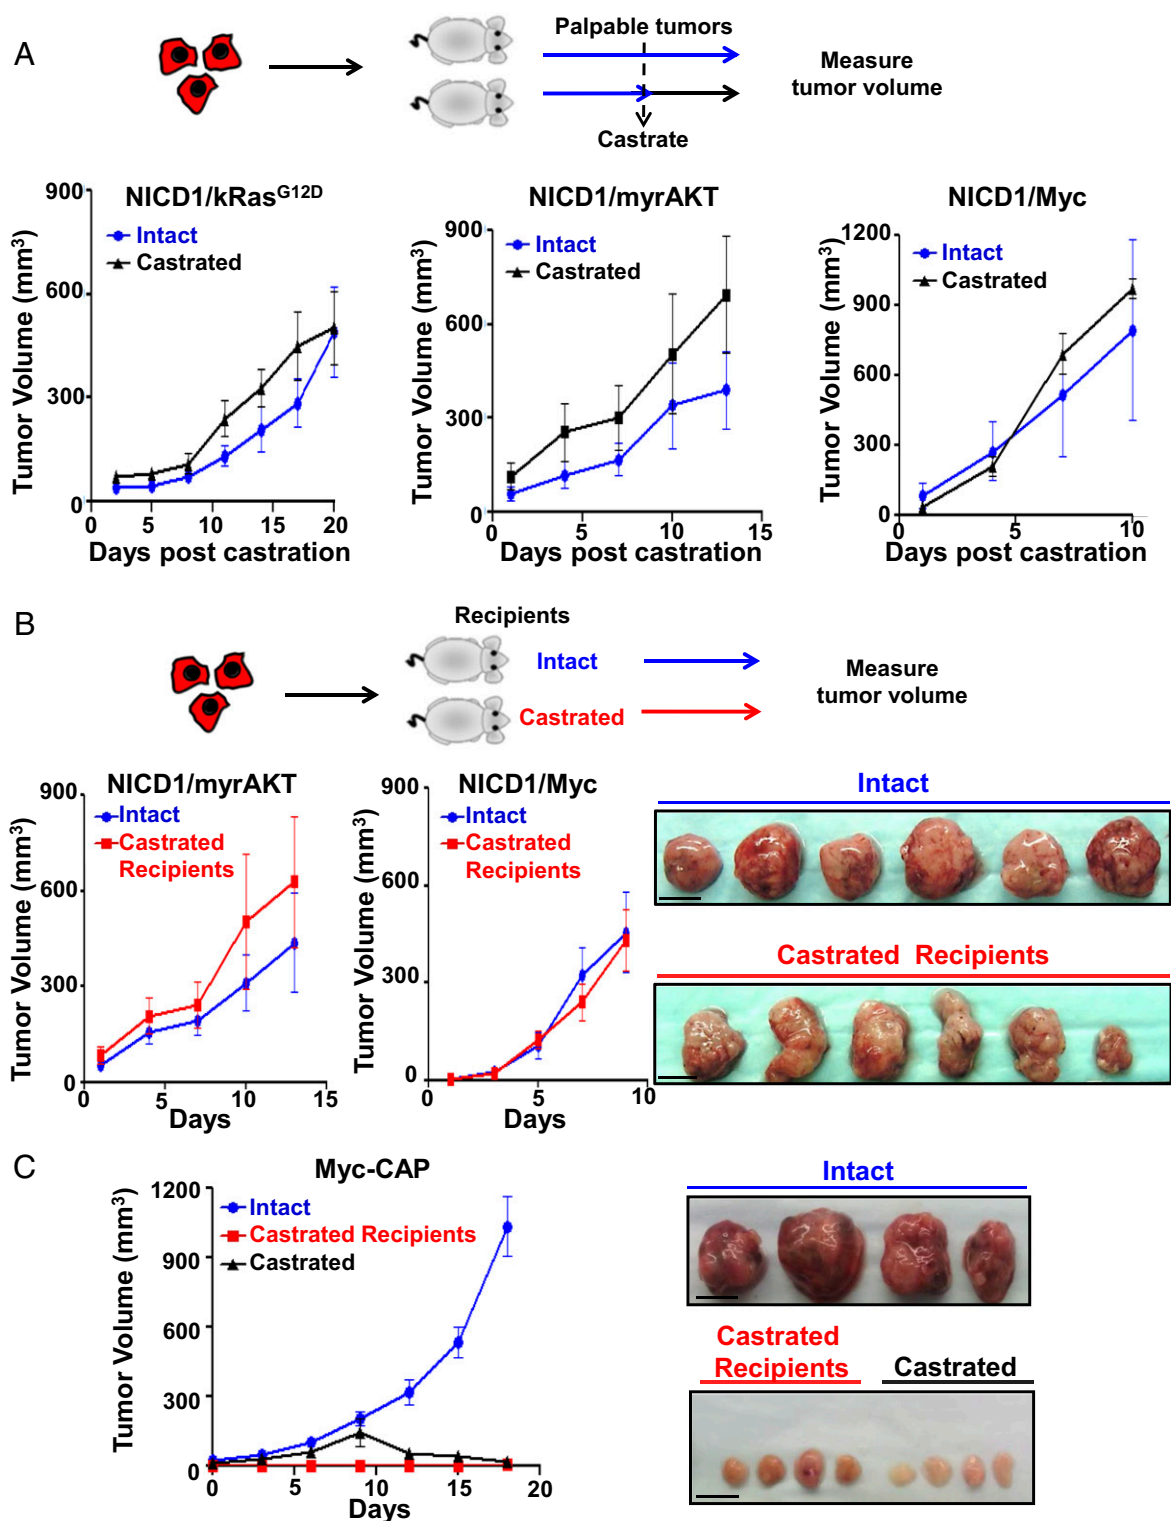 A
Palpable tumors
Measure
tumor volume
Castrate
NICD1/kRasG12D
Intact
Castrated
Tumor Volume (mm3)
900
600
300
0
0 5 10 15 20
Days post castration
NICD1/myrAKT
Intact
Castrated
Tumor Volume (mm3)
900
600
300
0
0 5 10 15
Days post castration
NICD1/Myc
Intact
Castrated
Tumor Volume (mm3)
1200
900
600
300
0
0 5 10
Days post castration
B
Recipients
Intact
Castrated
Measure
tumor volume
NICD1/myrAKT
Intact
Castrated
Recipients
Tumor Volume (mm3)
900
600
300
0
0 5 10 15
Days
NICD1/Myc
Intact
Castrated
Recipients
Tumor Volume (mm3)
900
600
300
0
0 5 10
Days
Intact
Castrated Recipients
C
Myc-CAP
Intact
Castrated Recipients
Castrated
Tumor Volume (mm3)
1200
900
600
300
0
0 5 10 15 20
Days
Intact
Castrated
Recipients
Castrated